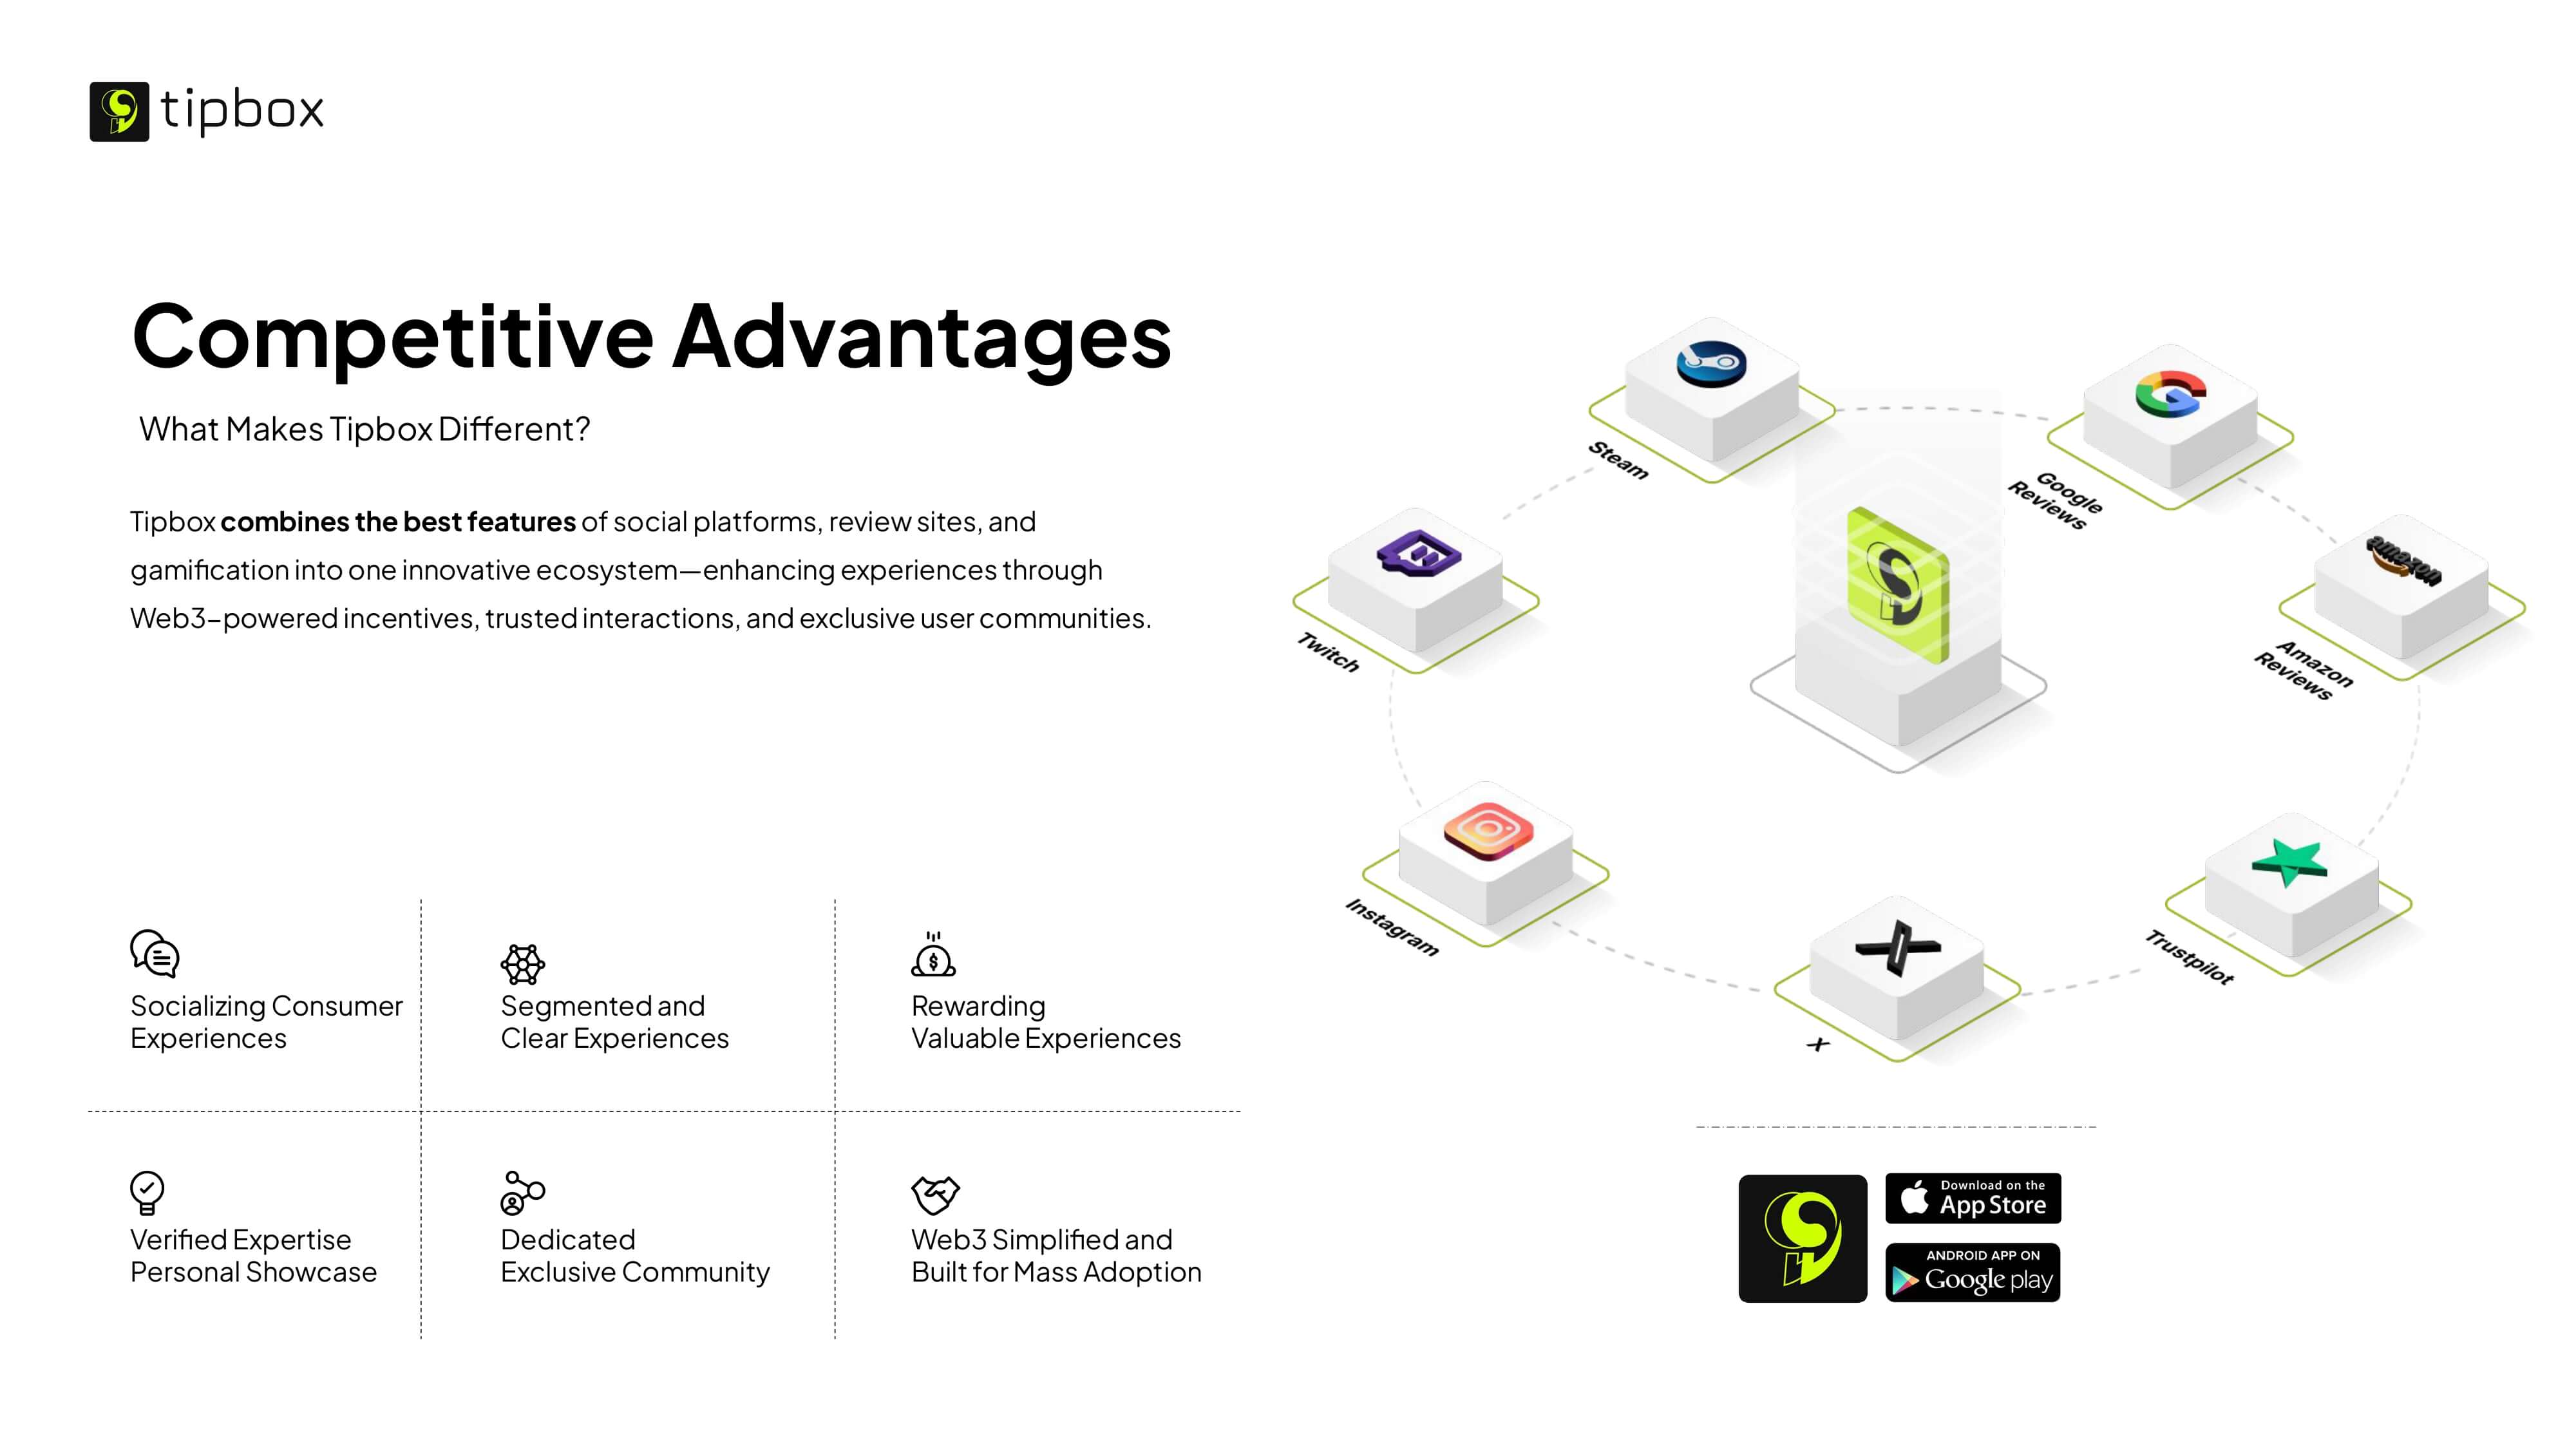 tipbox
Competitive Advantages
What Makes Tipbox Different?
Tipbox combines the best features of social platforms, review sites, and
gamification into one innovative ecosystem—enhancing experiences through
Web3-powered incentives, trusted interactions, and exclusive user communities.
Socializing Consumer
Experiences
Segmented and
Clear Experiences
Rewarding
Valuable Experiences
Verified Expertise
Personal Showcase
Dedicated
Exclusive Community
Web3 Simplified and
Built for Mass Adoption
Steam
Google
Reviews
Twitch
amazon
Amazon
Reviews
Instagram
Trustpilot
X
Download on the
App Store
ANDROID APP ON
Google play